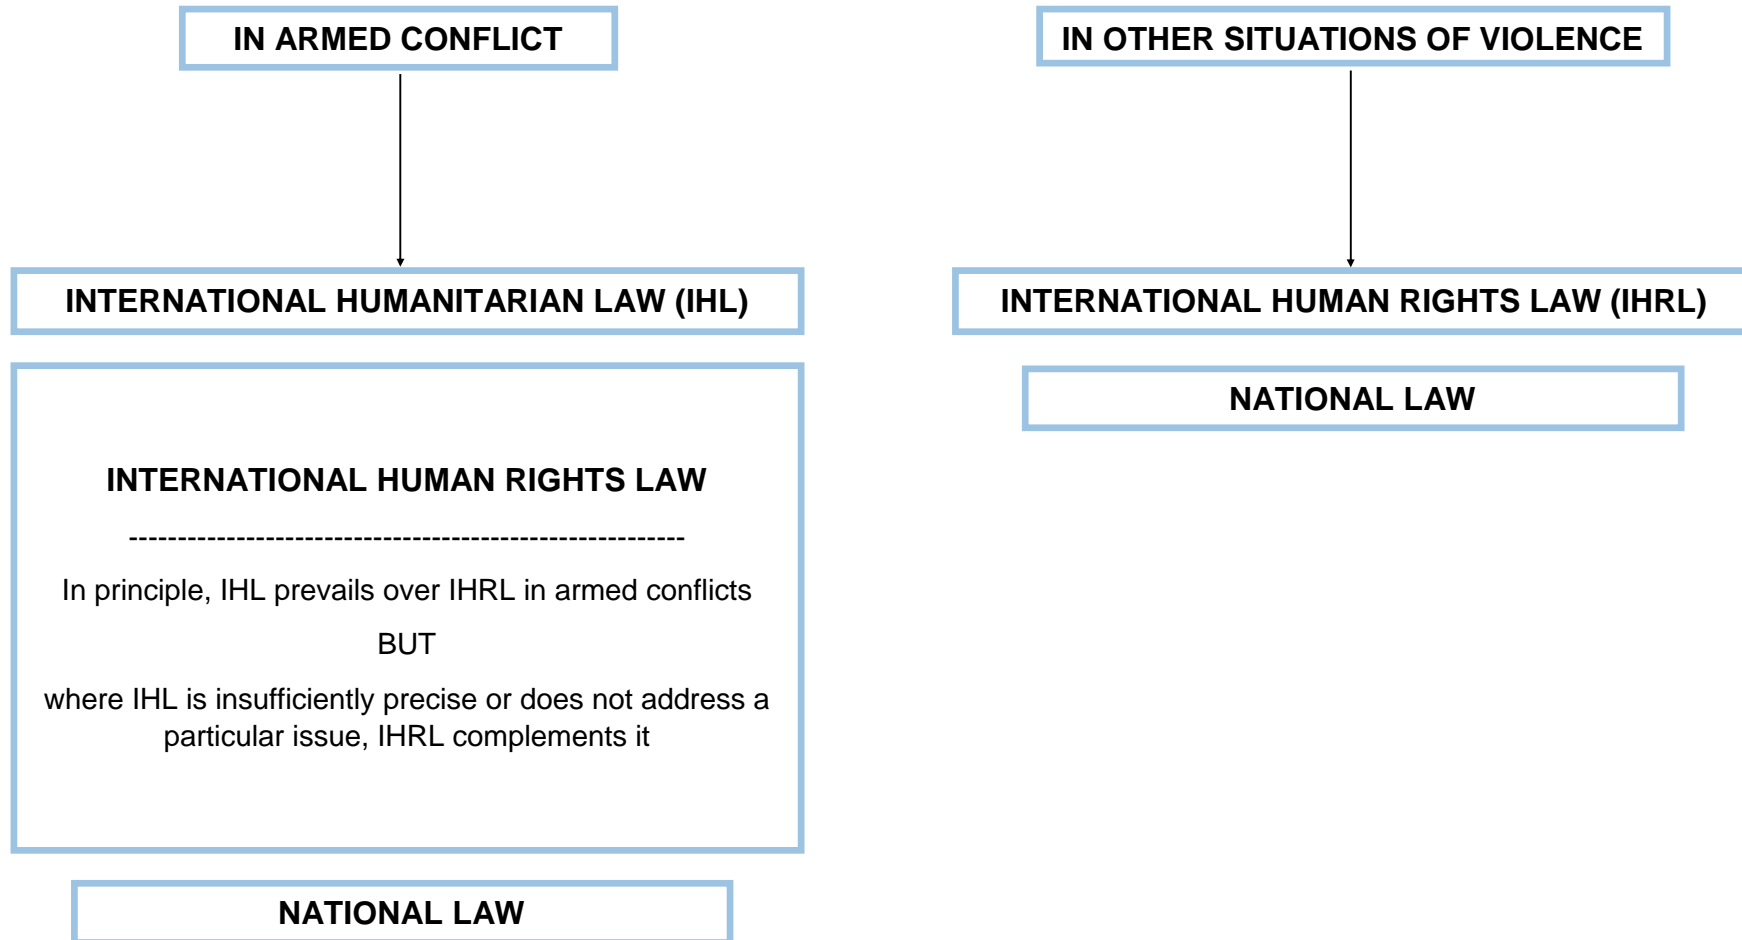 IN ARMED CONFLICT
INTERNATIONAL HUMANITARIAN LAW (IHL)
INTERNATIONAL HUMAN RIGHTS LAW
---------------------------------------------------------
In principle, IHL prevails over IHRL in armed conflicts
BUT
where IHL is insufficiently precise or does not address a
particular issue, IHRL complements it
NATIONAL LAW
IN OTHER SITUATIONS OF VIOLENCE
INTERNATIONAL HUMAN RIGHTS LAW (IHRL)
NATIONAL LAW